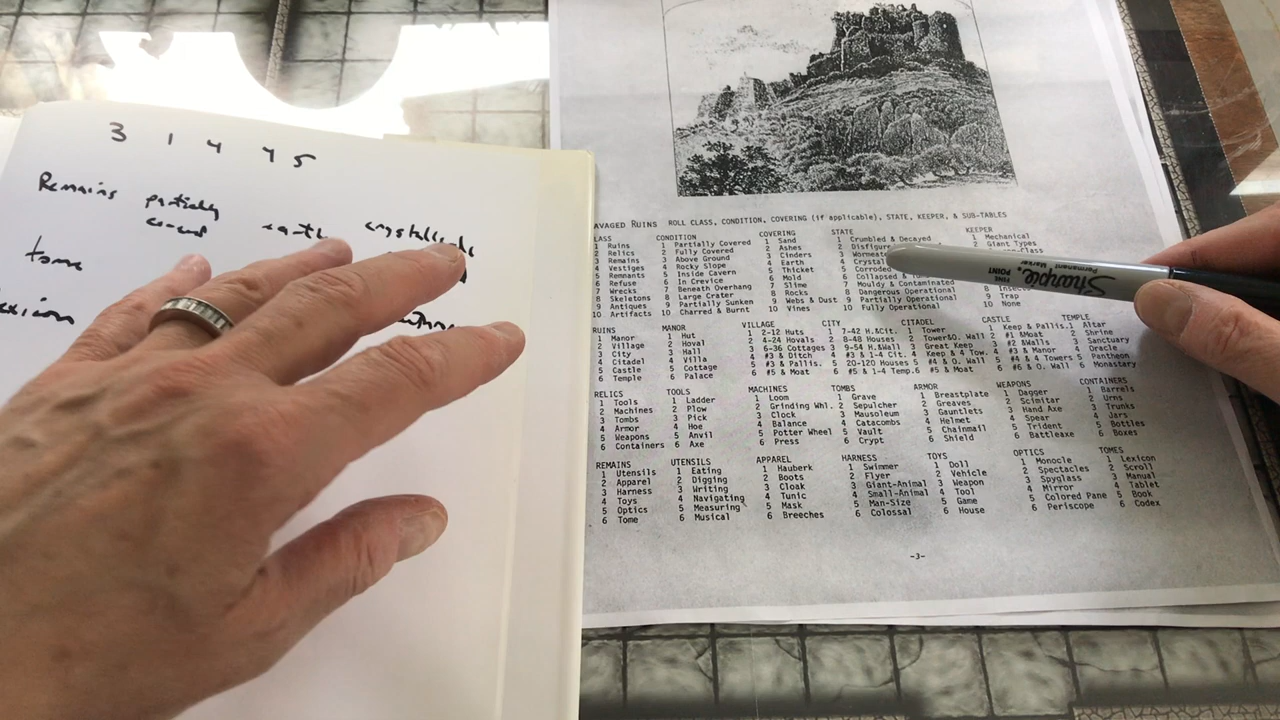 3 1 4 4 5
Remains partially
earth
tome
AVAGED RUINS ROLL CLASS, CONDITION, COVERING (if applicable), STATE, KEEPER, & SUB-TABLES
LASS CONDITION COVERING STATE KEEPER
1 Ruins 1 Partially Covered 1 Sand 1 Crumbled & Decayed 1 Mechanical
2 Relics 2 Fully Covered 2 Ashes 2 2 Giant Types
3 Remains 3 Above Ground 3 Cinders 3
4 Vestiges 4 Rocky Slope 4 Earth 4
5 Remnants 5 Inside Cavern 5 Thicket 5 Corroded
6 Refuse 6 In Crevice 6 Mold 6 Collapsed &
7 Wrecks 7 Beneath Overhang 7 Slime 7 Mouldy & Contaminated
8 Skeletons 8 Large Crater 8 Rocks 8 Dangerous Operational 8
9 Antiques 9 Partially Sunken 9 Webs & Dust 9 Partially Operational 9 Trap
10 Artifacts 10 Charred & Burnt 10 Vines 10 Fully Operational 10 None
RUINS MANOR VILLAGE CITY CITADEL CASTLE TEMPLE
1 Manor 1 Hut 1 2-12 Huts 1 7-42 H.&Cit. 1 Tower 1 Keep & Pallis. 1 Altar
2 Village 2 Hoval 2 4-24 Hovals 2 8-48 Houses 2 Tower&O. Wall 2 #1 &Moat 2 Shrine
3 City 3 Hall 3 6-36 Cottages 3 9-54 H.&Wall 3 Great Keep 3 #2 &Walls 3 Sanctuary
4 Citadel 4 Villa 4 #3 & Ditch 4 #3 & 1-4 Cit. 4 Keep & 4 Tow. 4 #3 & Manor 4 Oracle
5 Castle 5 Cottage 5 #3 & Pallis. 5 20-120 Houses 5 #4 & O. Wall 5 #4 & 4 Towers 5 Pantheon
6 Temple 6 Palace 6 #5 & Moat 6 #5 & 1-4 Temp. 6 #5 & Moat 6 #6 & O. Wall 6 Monastary
RELICS TOOLS MACHINES TOMBS ARMOR WEAPONS CONTAINERS
1 Tools 1 Ladder 1 Loom 1 Grave 1 Breastplate 1 Dagger 1 Barrels
2 Machines 2 Plow 2 Grinding Whl. 2 Sepulcher 2 Greaves 2 Scimitar 2 Urns
3 Tombs 3 Pick 3 Clock 3 Mausoleum 3 Gauntlets 3 Hand Axe 3 Trunks
4 Armor 4 Hoe 4 Balance 4 Catacombs 4 Helmet 4 Spear 4 Jars
5 Weapons 5 Anvil 5 Potter Wheel 5 Vault 5 Chainmail 5 Trident 5 Bottles
6 Containers 6 Axe 6 Press 6 Crypt 6 Shield 6 Battleaxe 6 Boxes
REMAINS UTENSILS APPAREL HARNESS TOYS OPTICS TOMES
1 Utensils 1 Eating 1 Hauberk 1 Swimmer 1 Doll 1 Monocle 1 Lexicon
2 Apparel 2 Digging 2 Boots 2 Flyer 2 Vehicle 2 Spectacles 2 Scroll
3 Harness 3 Writing 3 Cloak 3 Giant-Animal 3 Weapon 3 Spyglass 3 Manual
4 Toys 4 Navigating 4 Tunic 4 Small-Animal 4 Tool 4 Mirror 4 Tablet
5 Optics 5 Measuring 5 Mask 5 Man-Size 5 Game 5 Colored Pane 5 Book
6 Tome 6 Musical 6 Breeches 6 Colossal 6 House 6 Periscope 6 Codex
-3-
Sharpie
FINE POINT
Permanent Marker